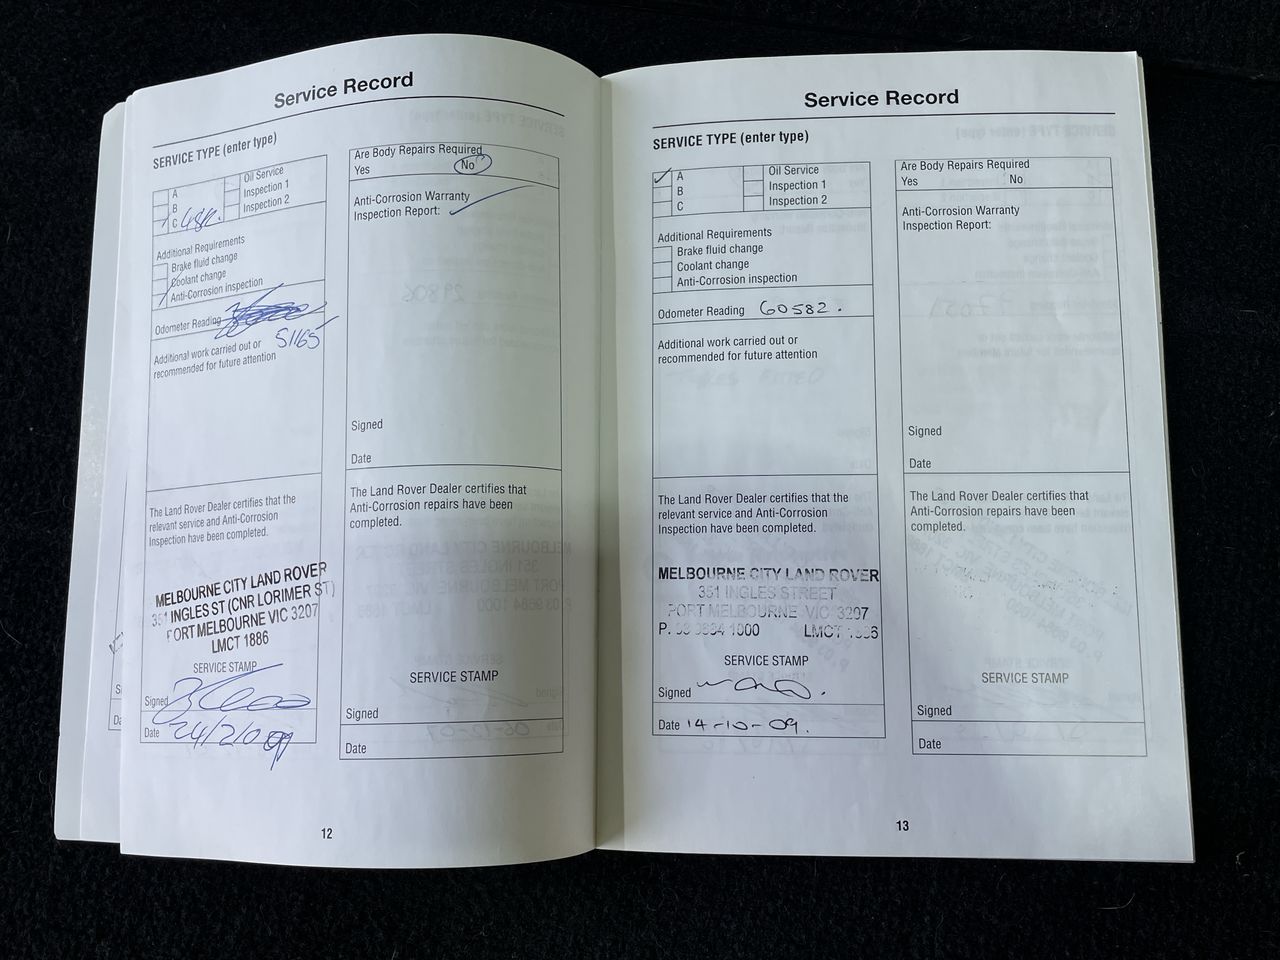 Service Record
SERVICE TYPE (enter type)
A
B
C 48K.
Oil Service
Inspection 1
Inspection 2
Additional Requirements
Brake fluid change
Coolant change
Anti-Corrosion inspection
Odometer Reading
51165
Additional work carried out or
recommended for future attention
The Land Rover Dealer certifies that the
relevant service and Anti-Corrosion
Inspection have been completed.
MELBOURNE CITY LAND ROVER
351 INGLES ST (CNR LORIMER ST)
PORT MELBOURNE VIC 3207
LMCT 1886
SERVICE STAMP
Signed
Date 24/2/009
Are Body Repairs Required
Yes No
Anti-Corrosion Warranty
Inspection Report:
Signed
Date
The Land Rover Dealer certifies that
Anti-Corrosion repairs have been
completed.
SERVICE STAMP
Signed
Date
12
Service Record
SERVICE TYPE (enter type)
A
B
C
Oil Service
Inspection 1
Inspection 2
Additional Requirements
Brake fluid change
Coolant change
Anti-Corrosion inspection
Odometer Reading 60582.
Additional work carried out or
recommended for future attention
The Land Rover Dealer certifies that the
relevant service and Anti-Corrosion
Inspection have been completed.
MELBOURNE CITY LAND ROVER
351 INGLES STREET
PORT MELBOURNE VIC 3207
P. 03 9684 1000 LMCT 1886
SERVICE STAMP
Signed
Date 14-10-09.
Are Body Repairs Required
Yes No
Anti-Corrosion Warranty
Inspection Report:
Signed
Date
The Land Rover Dealer certifies that
Anti-Corrosion repairs have been
completed.
SERVICE STAMP
Signed
Date
13